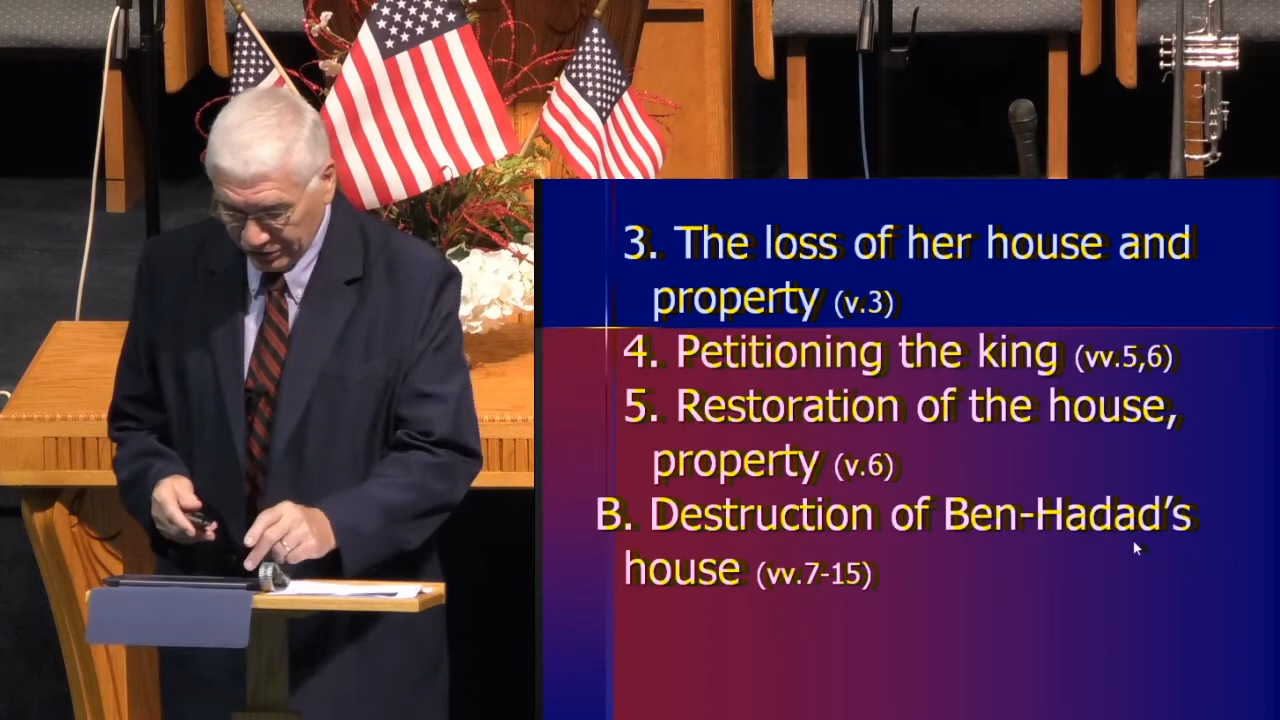 3. The loss of her house and
property (v.3)
4. Petitioning the king (vv.5,6)
5. Restoration of the house,
property (v.6)
B. Destruction of Ben-Hadad's
house (vv.7-15)